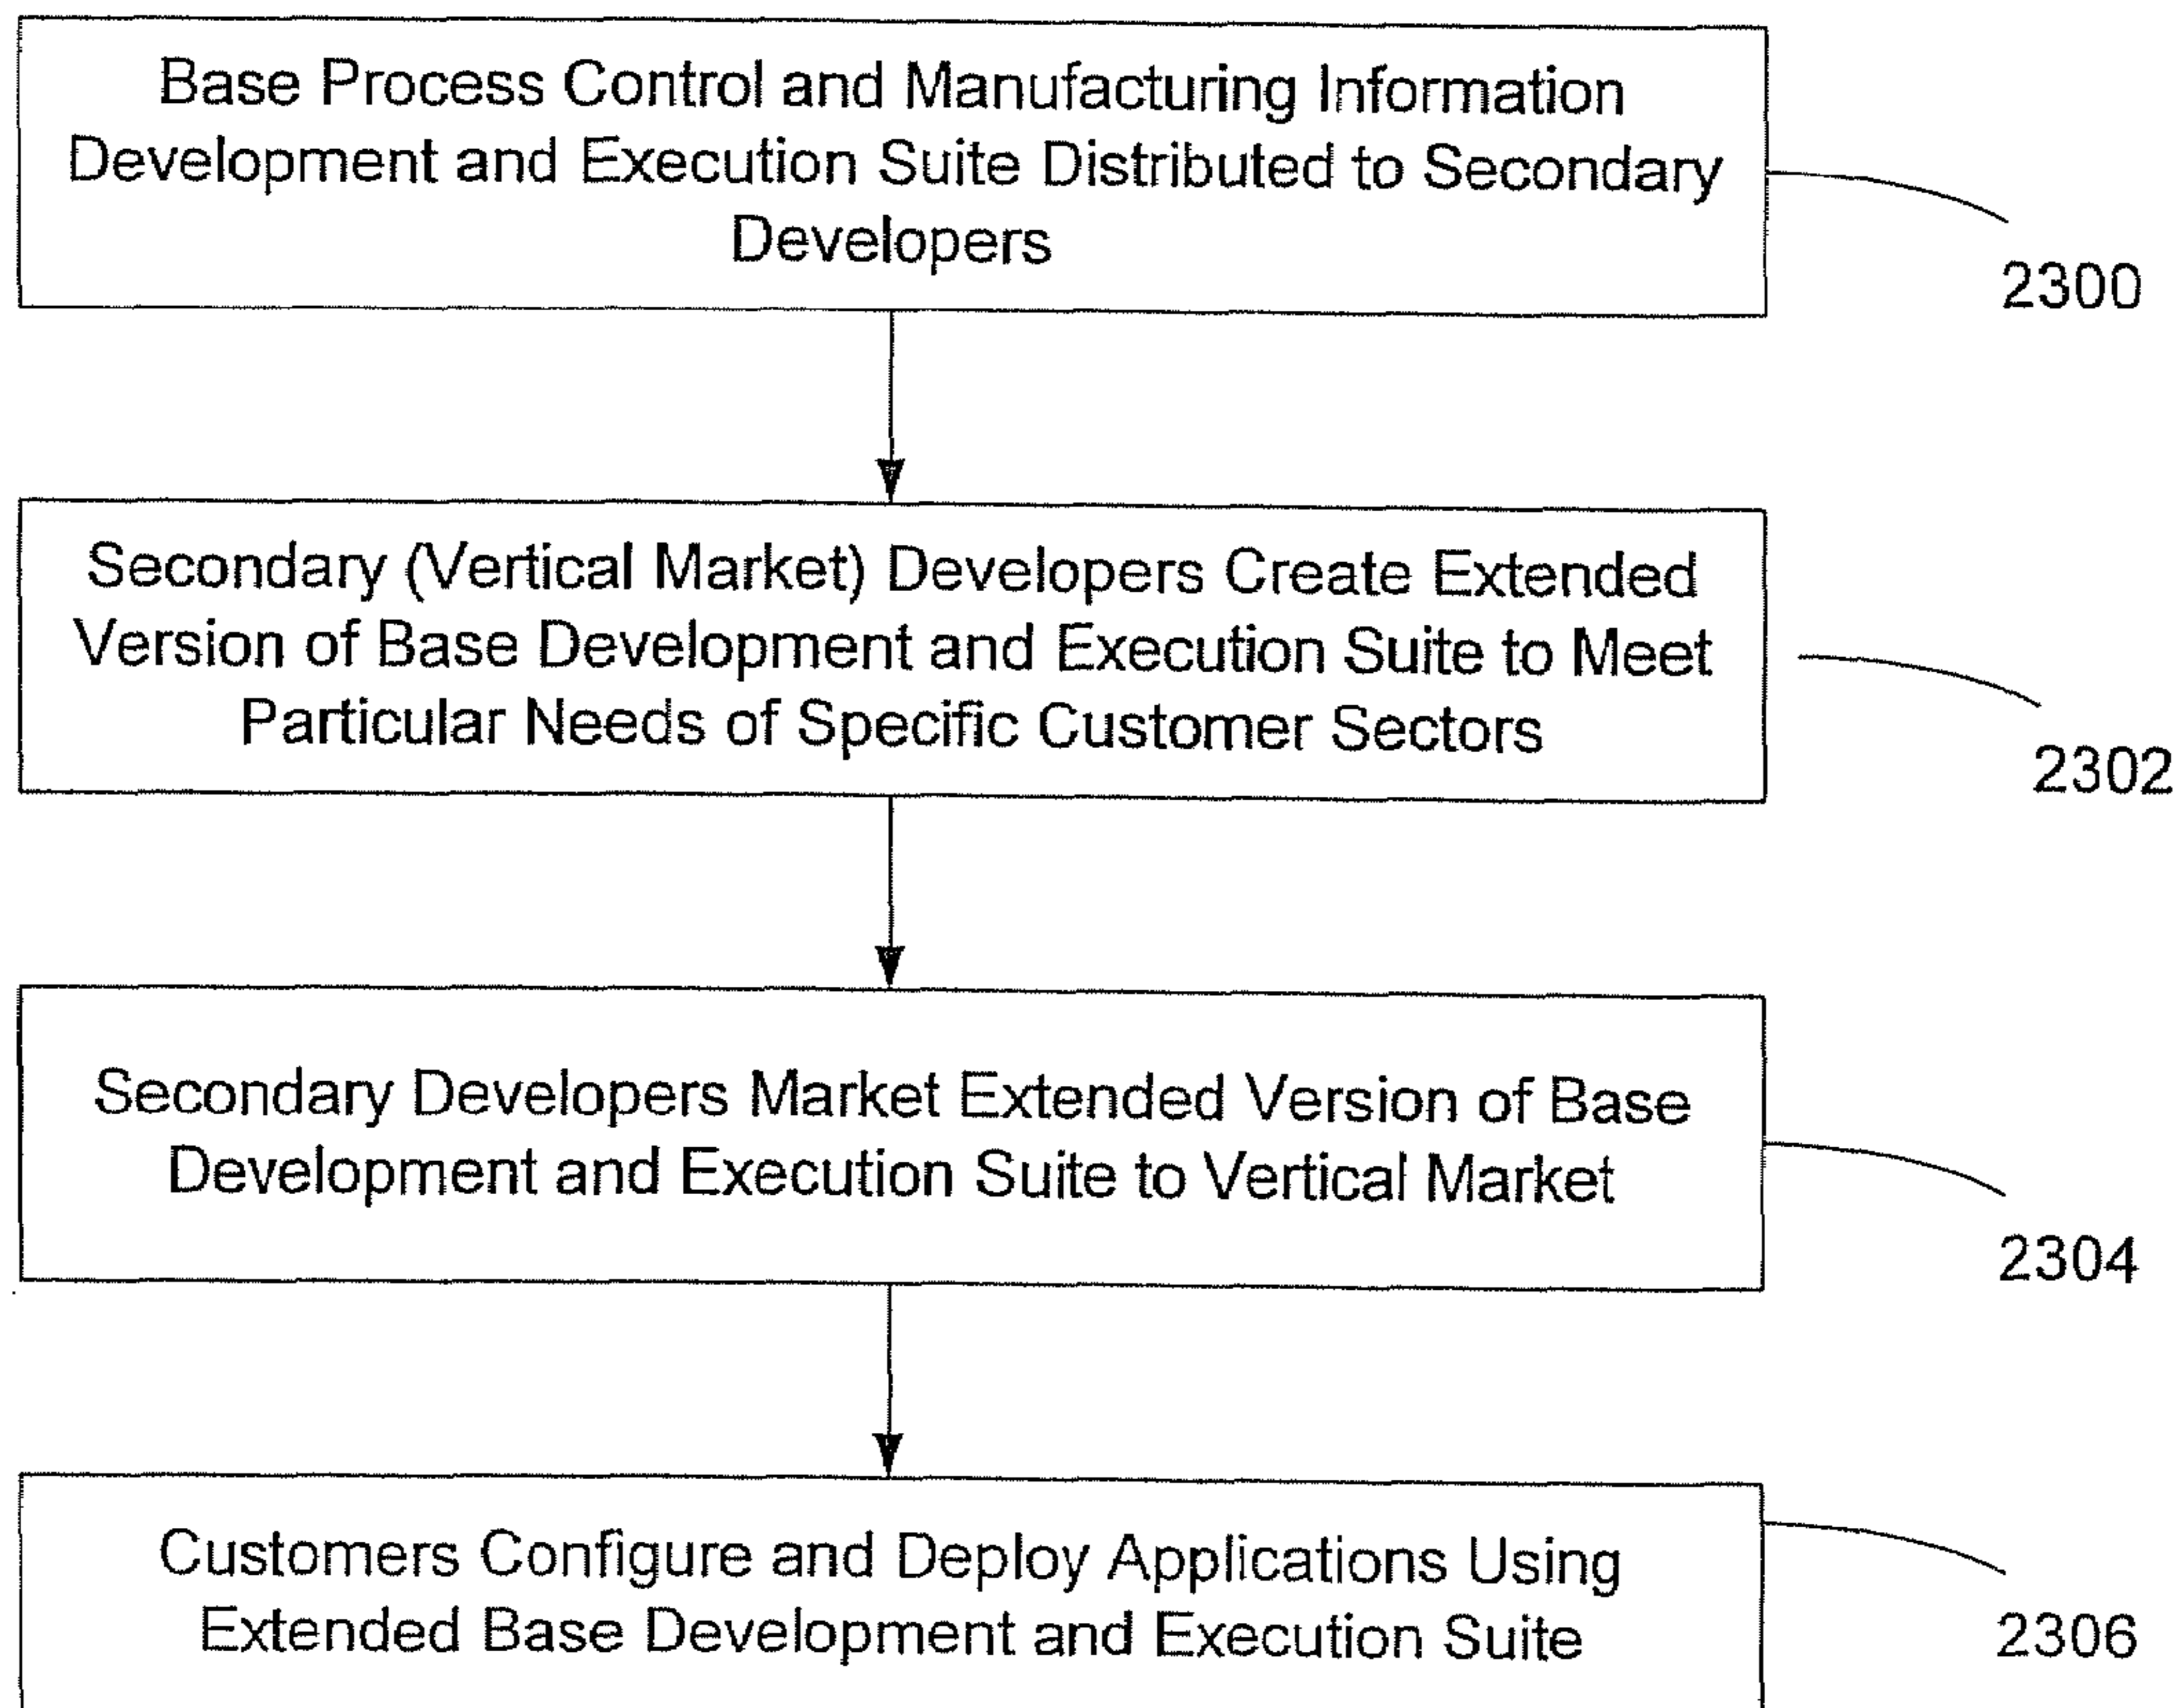 Base Process Control and Manufacturing Information
Development and Execution Suite Distributed to Secondary
Developers
2300
Secondary (Vertical Market) Developers Create Extended
Version of Base Development and Execution Suite to Meet
Particular Needs of Specific Customer Sectors
2302
Secondary Developers Market Extended Version of Base
Development and Execution Suite to Vertical Market
2304
Customers Configure and Deploy Applications Using
Extended Base Development and Execution Suite
2306